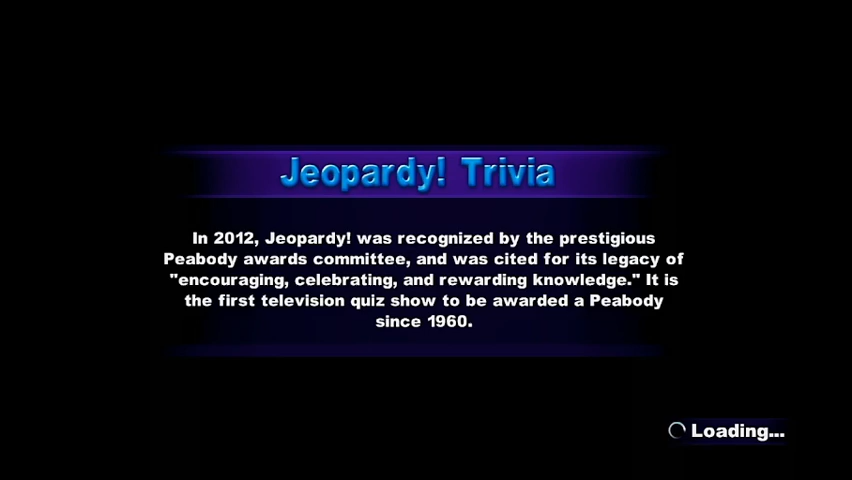 Jeopardy! Trivia
In 2012, Jeopardy! was recognized by the prestigious
Peabody awards committee, and was cited for its legacy of
"encouraging, celebrating, and rewarding knowledge." It is
the first television quiz show to be awarded a Peabody
since 1960.
Loading...